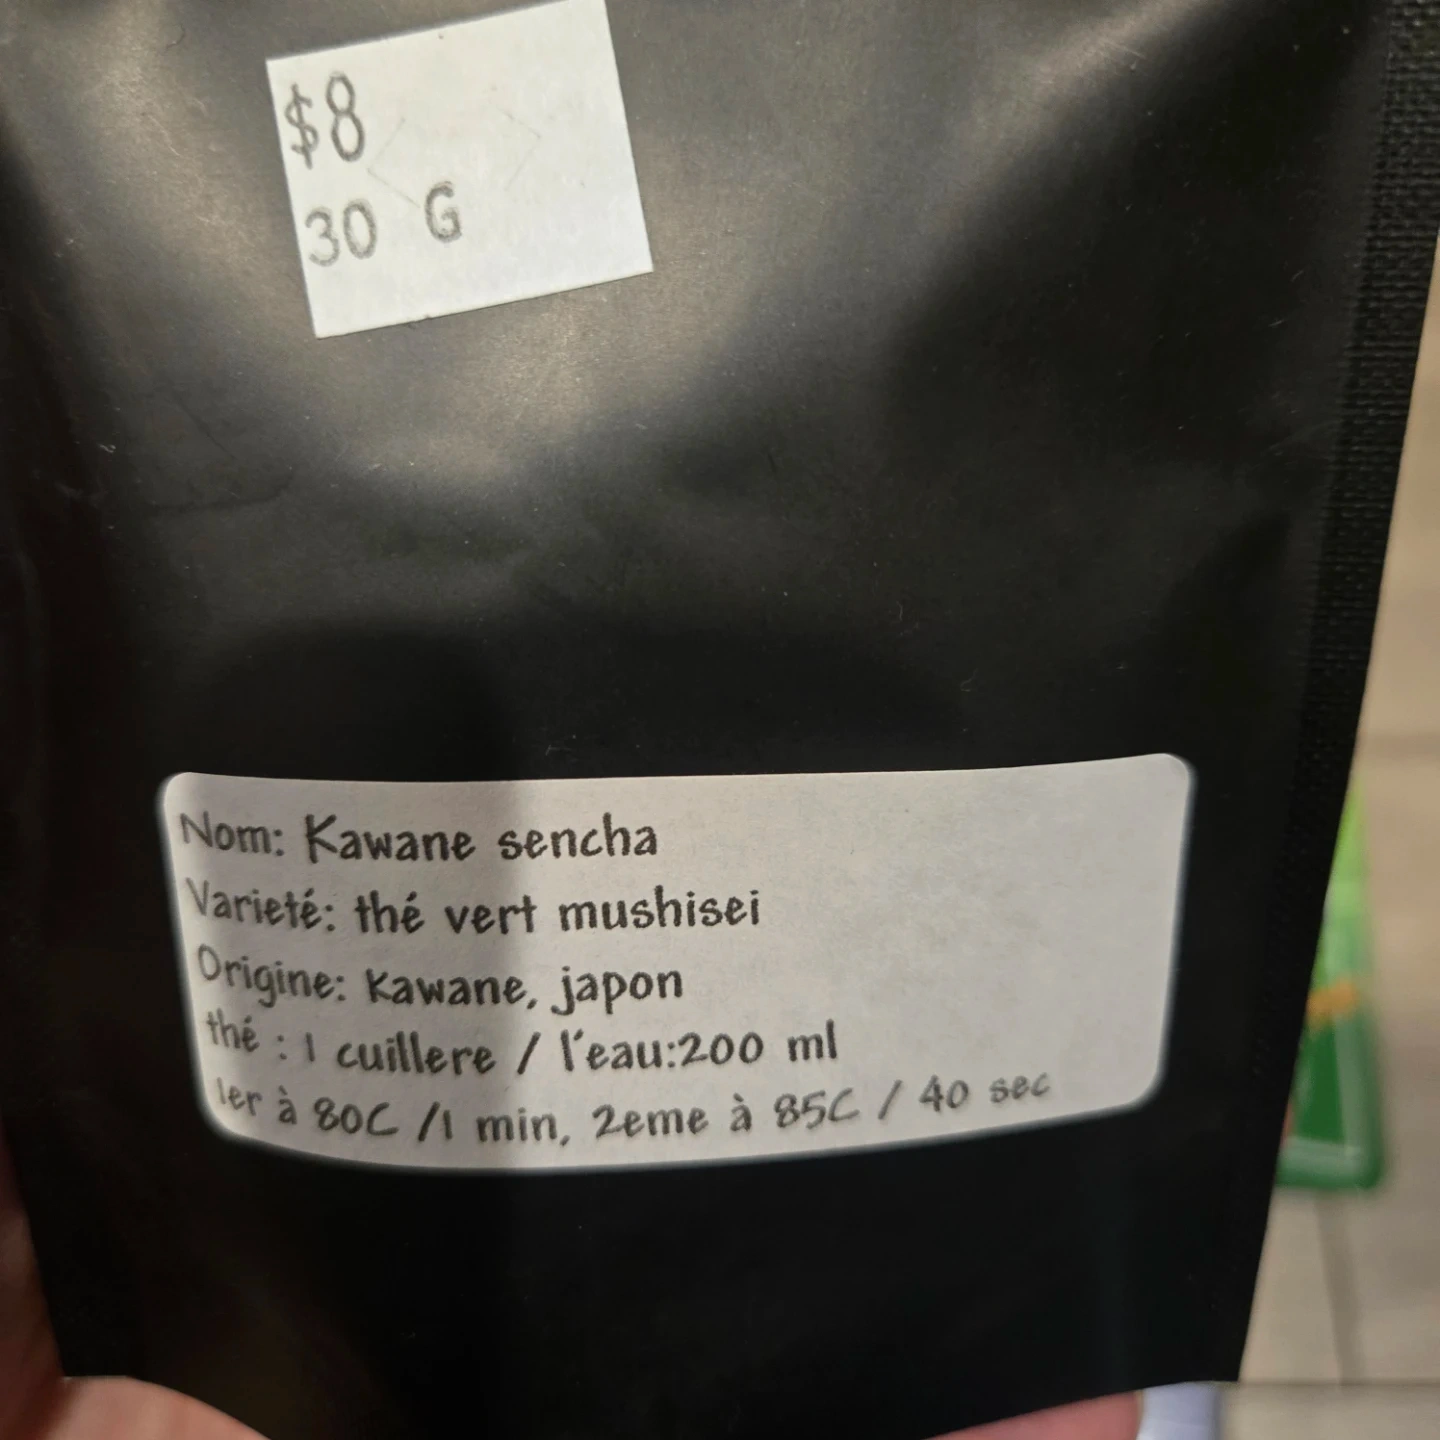 $8
30 G
Nom: Kawane sencha
Varieté: thé vert mushisei
Origine: Kawane, japon
thé : 1 cuillere / l'eau:200 ml
1er à 80C /1 min, 2eme à 85C / 40 sec